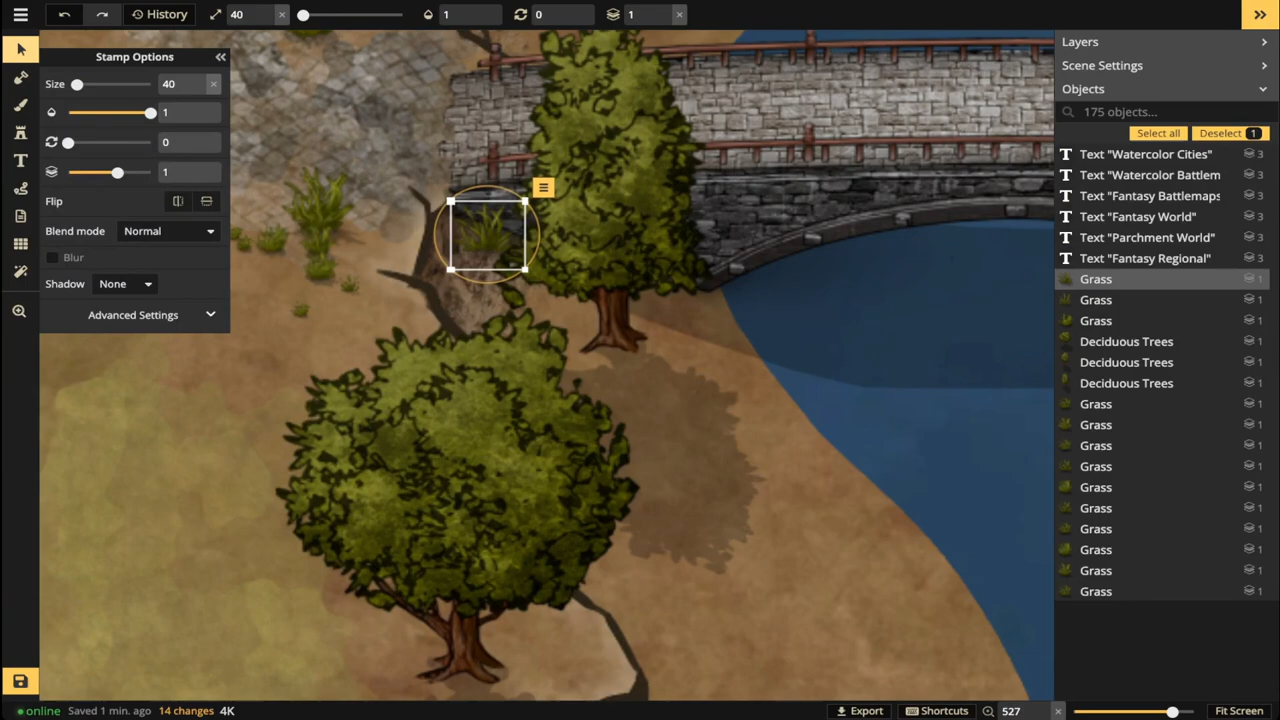 History
40
1
0
1
Stamp Options
Size
40
1
0
1
Flip
Blend mode
Normal
Blur
Shadow
None
Advanced Settings
Layers
Scene Settings
Objects
175 objects...
Select all
Deselect 1
T Text "Watercolor Cities" 3
T Text "Watercolor Battlem 3
T Text "Fantasy Battlemaps 3
T Text "Fantasy World" 3
T Text "Parchment World" 3
T Text "Fantasy Regional" 3
Grass 1
Grass 1
Grass 1
Deciduous Trees 1
Deciduous Trees 1
Deciduous Trees 1
Grass 1
Grass 1
Grass 1
Grass 1
Grass 1
Grass 1
Grass 1
Grass 1
Grass 1
Grass 1
online
Saved 1 min. ago
14 changes
4K
Export
Shortcuts
527
Fit Screen